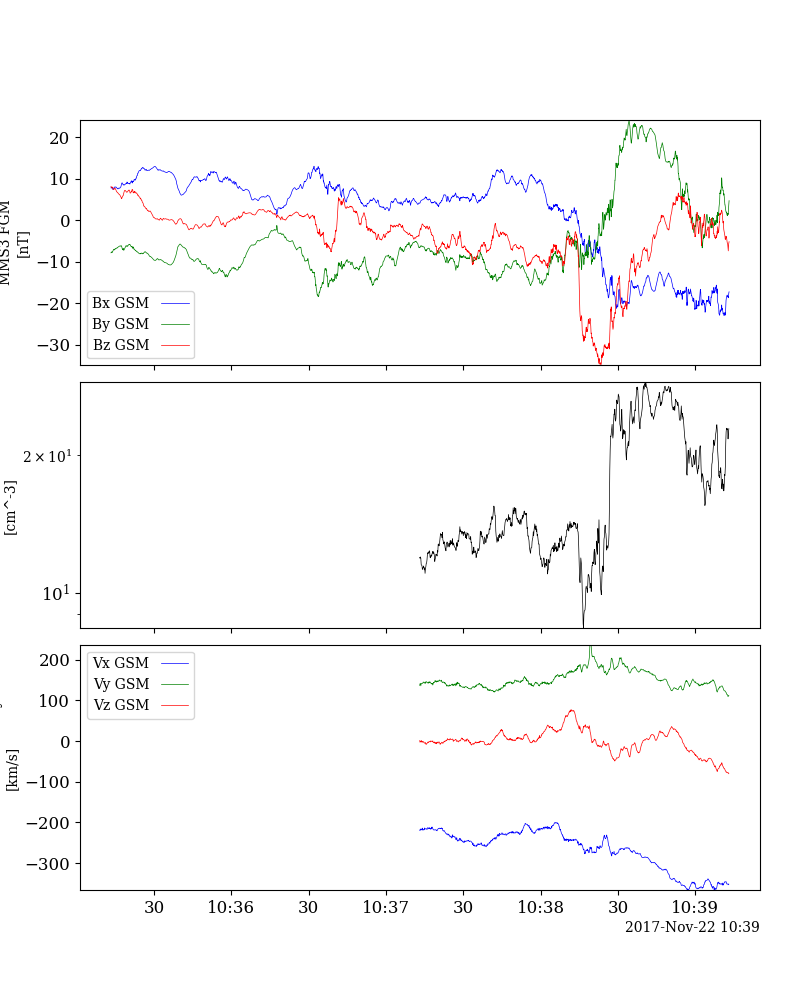 20
10
0
−10
−20
−30
MMS3 FGM
[nT]
Bx GSM
By GSM
Bz GSM
2 × 10¹
10¹
[cm^-3]
200
100
0
−100
−200
−300
[km/s]
Vx GSM
Vy GSM
Vz GSM
30 10:36 30 10:37 30 10:38 30 10:39
2017-Nov-22 10:39